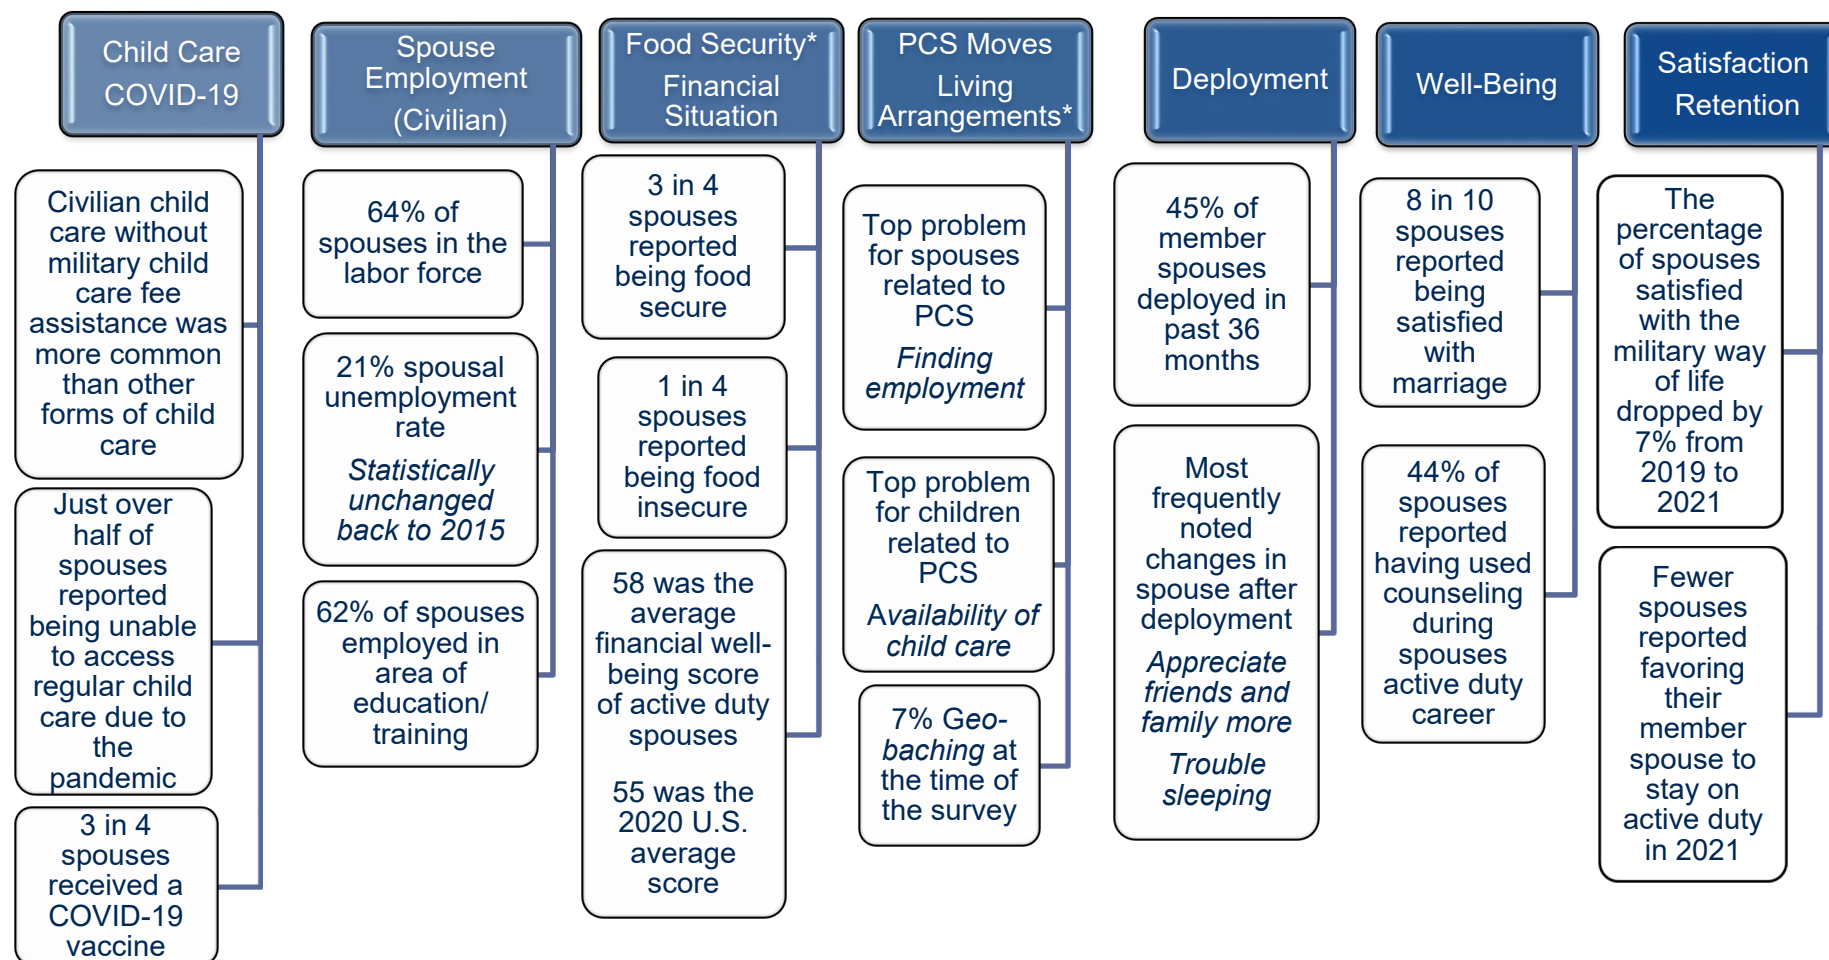 Child Care
COVID-19
Civilian child
care without
military child
care fee
assistance was
more common
than other
forms of child
care
Just over
half of
spouses
reported
being unable
to access
regular child
care due to
the
pandemic
3 in 4
spouses
received a
COVID-19
vaccine
Spouse
Employment
(Civilian)
64% of
spouses in the
labor force
21% spousal
unemployment
rate
Statistically
unchanged
back to 2015
62% of spouses
employed in
area of
education/
training
Food Security*
Financial
Situation
3 in 4
spouses
reported
being food
secure
1 in 4
spouses
reported
being food
insecure
58 was the
average
financial well-
being score
of active duty
spouses
55 was the
2020 U.S.
average
score
PCS Moves
Living
Arrangements*
Top problem
for spouses
related to
PCS
Finding
employment
Top problem
for children
related to
PCS
Availability of
child care
7% Geo-
baching at
the time of
the survey
Deployment
45% of
member
spouses
deployed in
past 36
months
Most
frequently
noted
changes in
spouse after
deployment
Appreciate
friends and
family more
Trouble
sleeping
Well-Being
8 in 10
spouses
reported
being
satisfied
with
marriage
44% of
spouses
reported
having used
counseling
during
spouses
active duty
career
Satisfaction
Retention
The
percentage
of spouses
satisfied
with the
military way
of life
dropped by
7% from
2019 to
2021
Fewer
spouses
reported
favoring
their
member
spouse to
stay on
active duty
in 2021